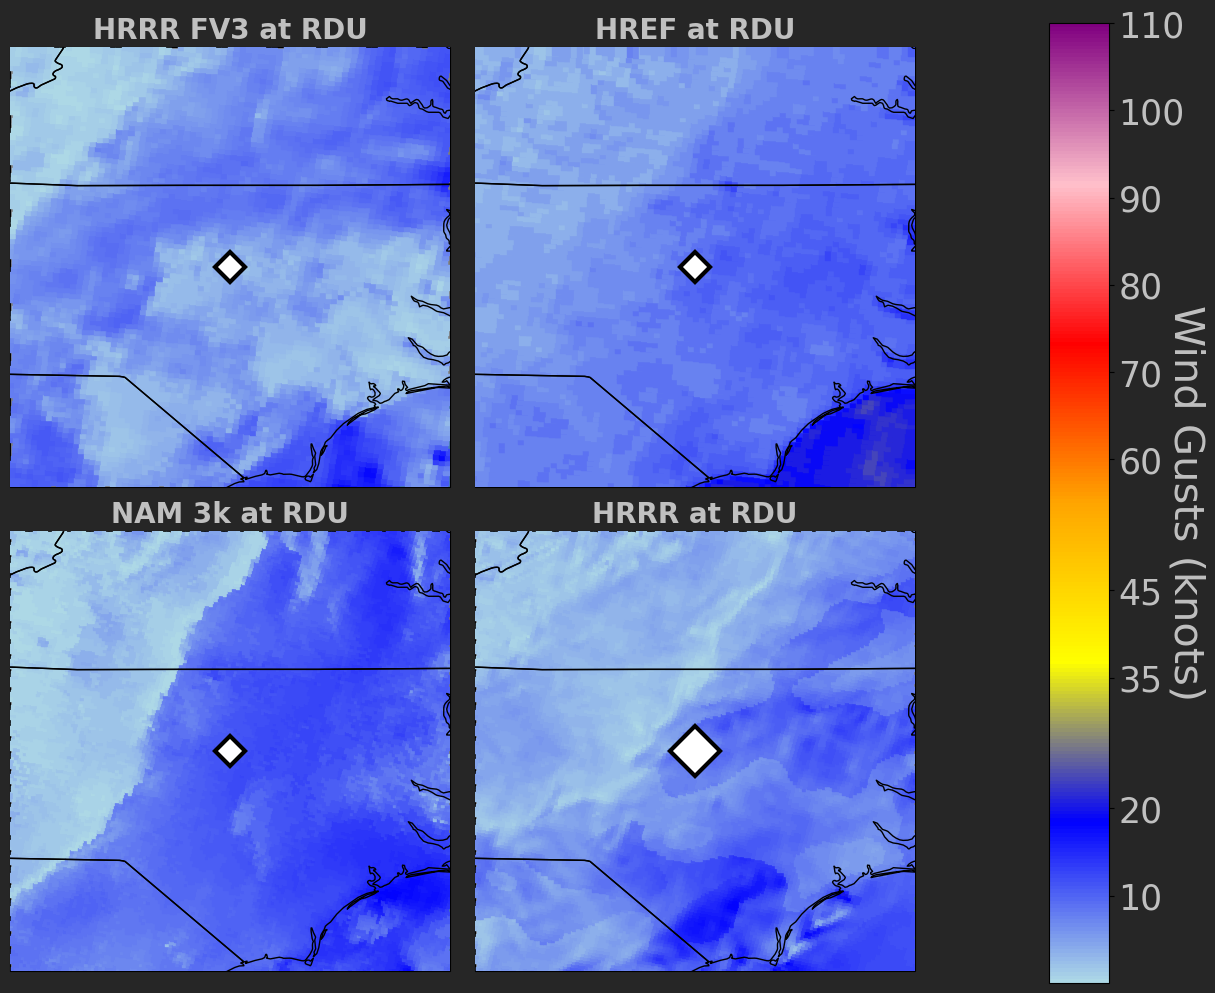 HRRR FV3 at RDU
HREF at RDU
NAM 3k at RDU
HRRR at RDU
110
100
90
80
70
60
45
35
20
10
Wind Gusts (knots)